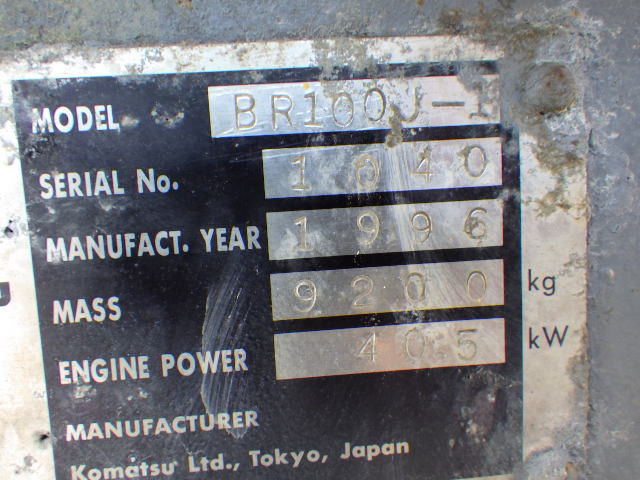 MODEL BR100J-1
SERIAL No. 1040
MANUFACT. YEAR 1996
MASS 9200 kg
ENGINE POWER 40.5 kW
MANUFACTURER
Komatsu Ltd., Tokyo, Japan